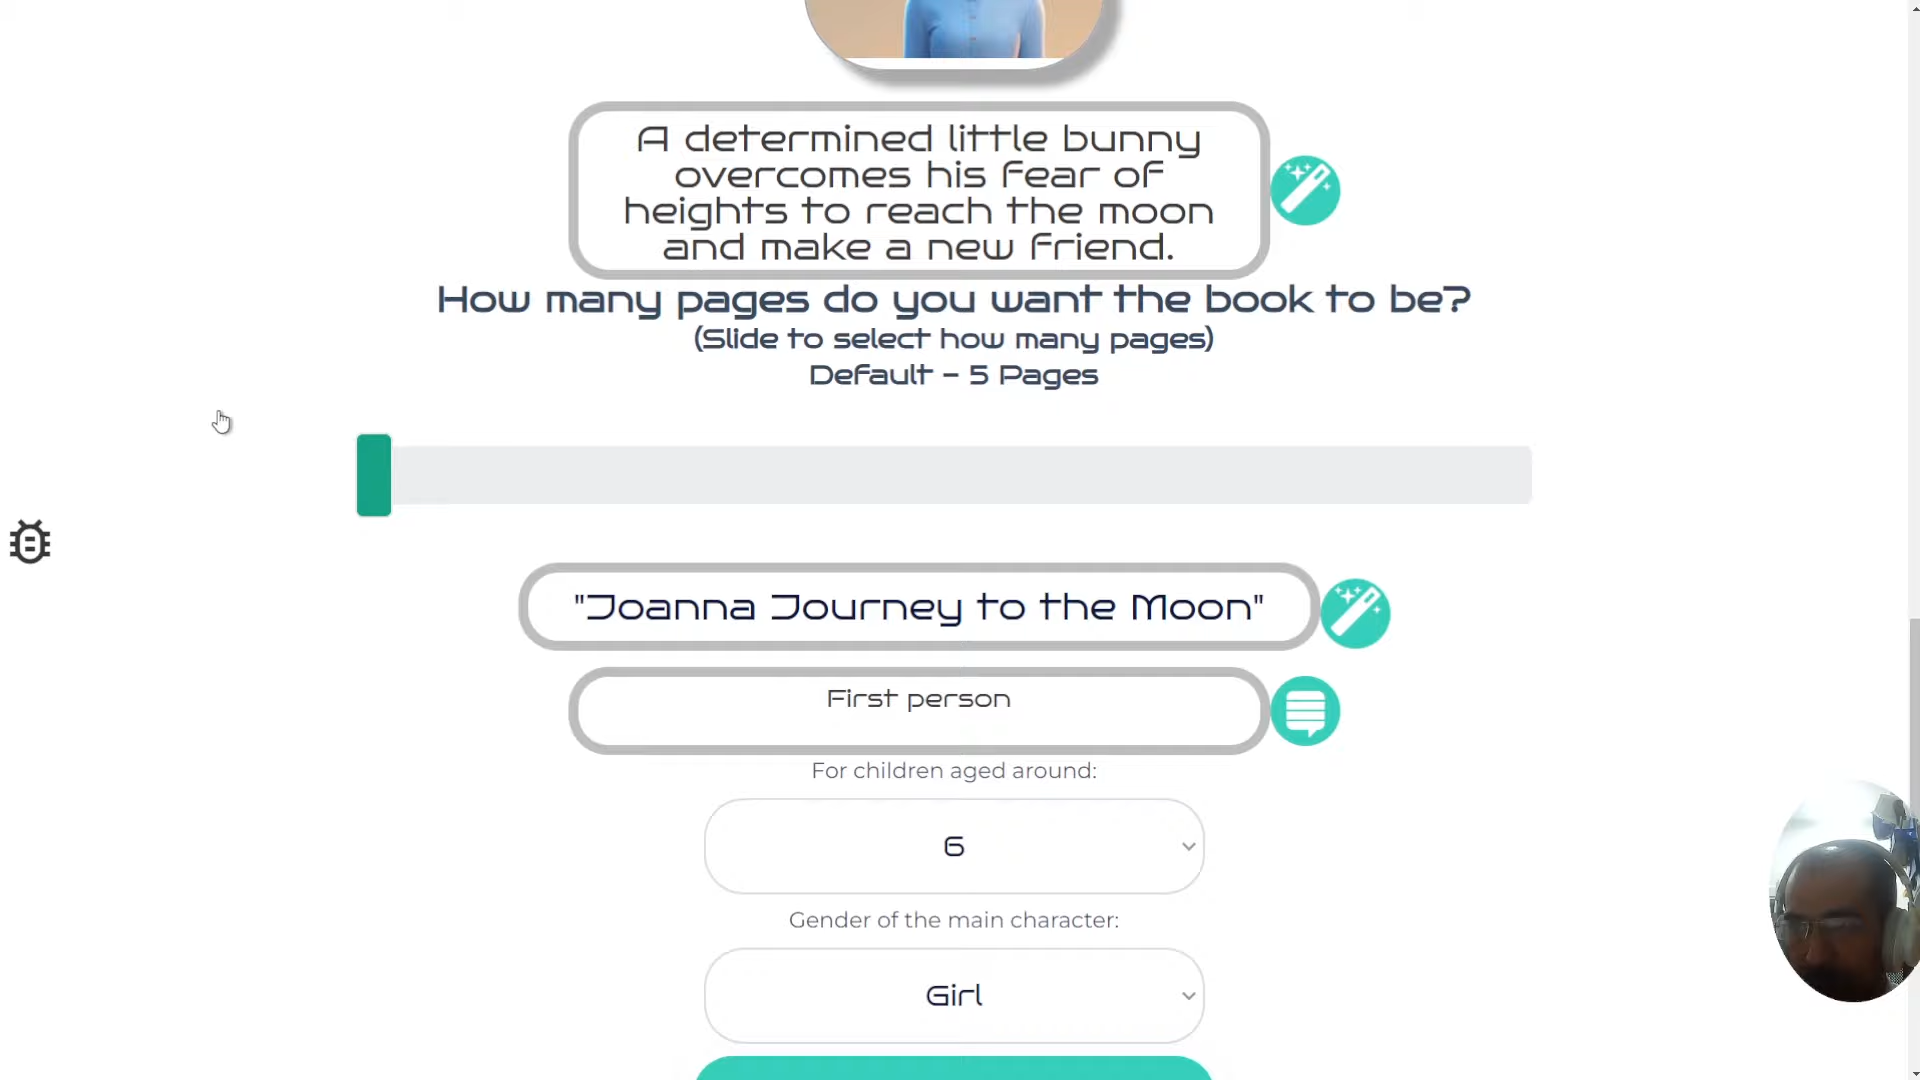 A determined little bunny
overcomes his fear of
heights to reach the moon
and make a new friend.
How many pages do you want the book to be?
(Slide to select how many pages)
Default - 5 Pages
"Joanna Journey to the Moon"
First person
For children aged around:
6
Gender of the main character:
Girl